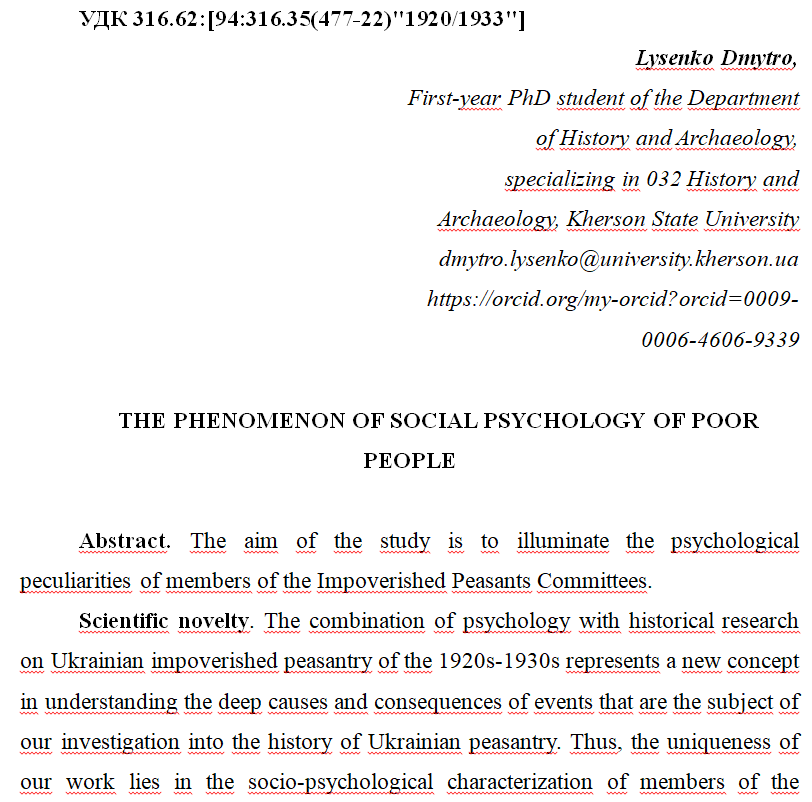 УДК 316.62:[94:316.35(477-22)"1920/1933"]
Lysenko Dmytro,
First-year PhD student of the Department
of History and Archaeology,
specializing in 032 History and
Archaeology, Kherson State University
dmytro.lysenko@university.kherson.ua
https://orcid.org/my-orcid?orcid=0009-
0006-4606-9339
THE PHENOMENON OF SOCIAL PSYCHOLOGY OF POOR
PEOPLE
Abstract. The aim of the study is to illuminate the psychological
peculiarities of members of the Impoverished Peasants Committees.
Scientific novelty. The combination of psychology with historical research
on Ukrainian impoverished peasantry of the 1920s-1930s represents a new concept
in understanding the deep causes and consequences of events that are the subject of
our investigation into the history of Ukrainian peasantry. Thus, the uniqueness of
our work lies in the socio-psychological characterization of members of the